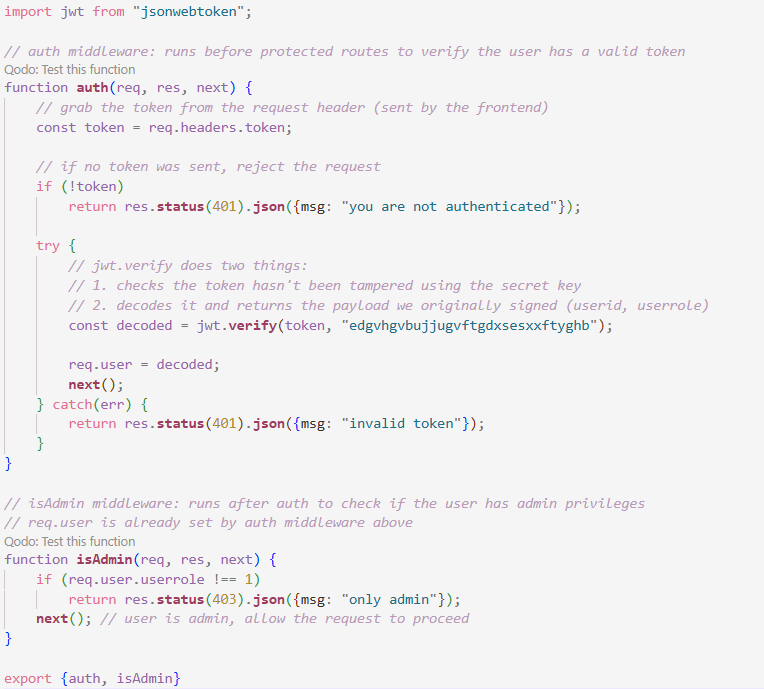 import jwt from "jsonwebtoken";
// auth middleware: runs before protected routes to verify the user has a valid token
Qodo: Test this function
function auth(req, res, next) {
// grab the token from the request header (sent by the frontend)
const token = req.headers.token;
// if no token was sent, reject the request
if (!token)
return res.status(401).json({msg: "you are not authenticated"});
try {
// jwt.verify does two things:
// 1. checks the token hasn't been tampered using the secret key
// 2. decodes it and returns the payload we originally signed (userid, userrole)
const decoded = jwt.verify(token, "edgvhgvbujjugvftgdxsesxxftyghb");
req.user = decoded;
next();
} catch(err) {
return res.status(401).json({msg: "invalid token"});
}
}
// isAdmin middleware: runs after auth to check if the user has admin privileges
// req.user is already set by auth middleware above
Qodo: Test this function
function isAdmin(req, res, next) {
if (req.user.userrole !== 1)
return res.status(403).json({msg: "only admin"});
next(); // user is admin, allow the request to proceed
}
export {auth, isAdmin}